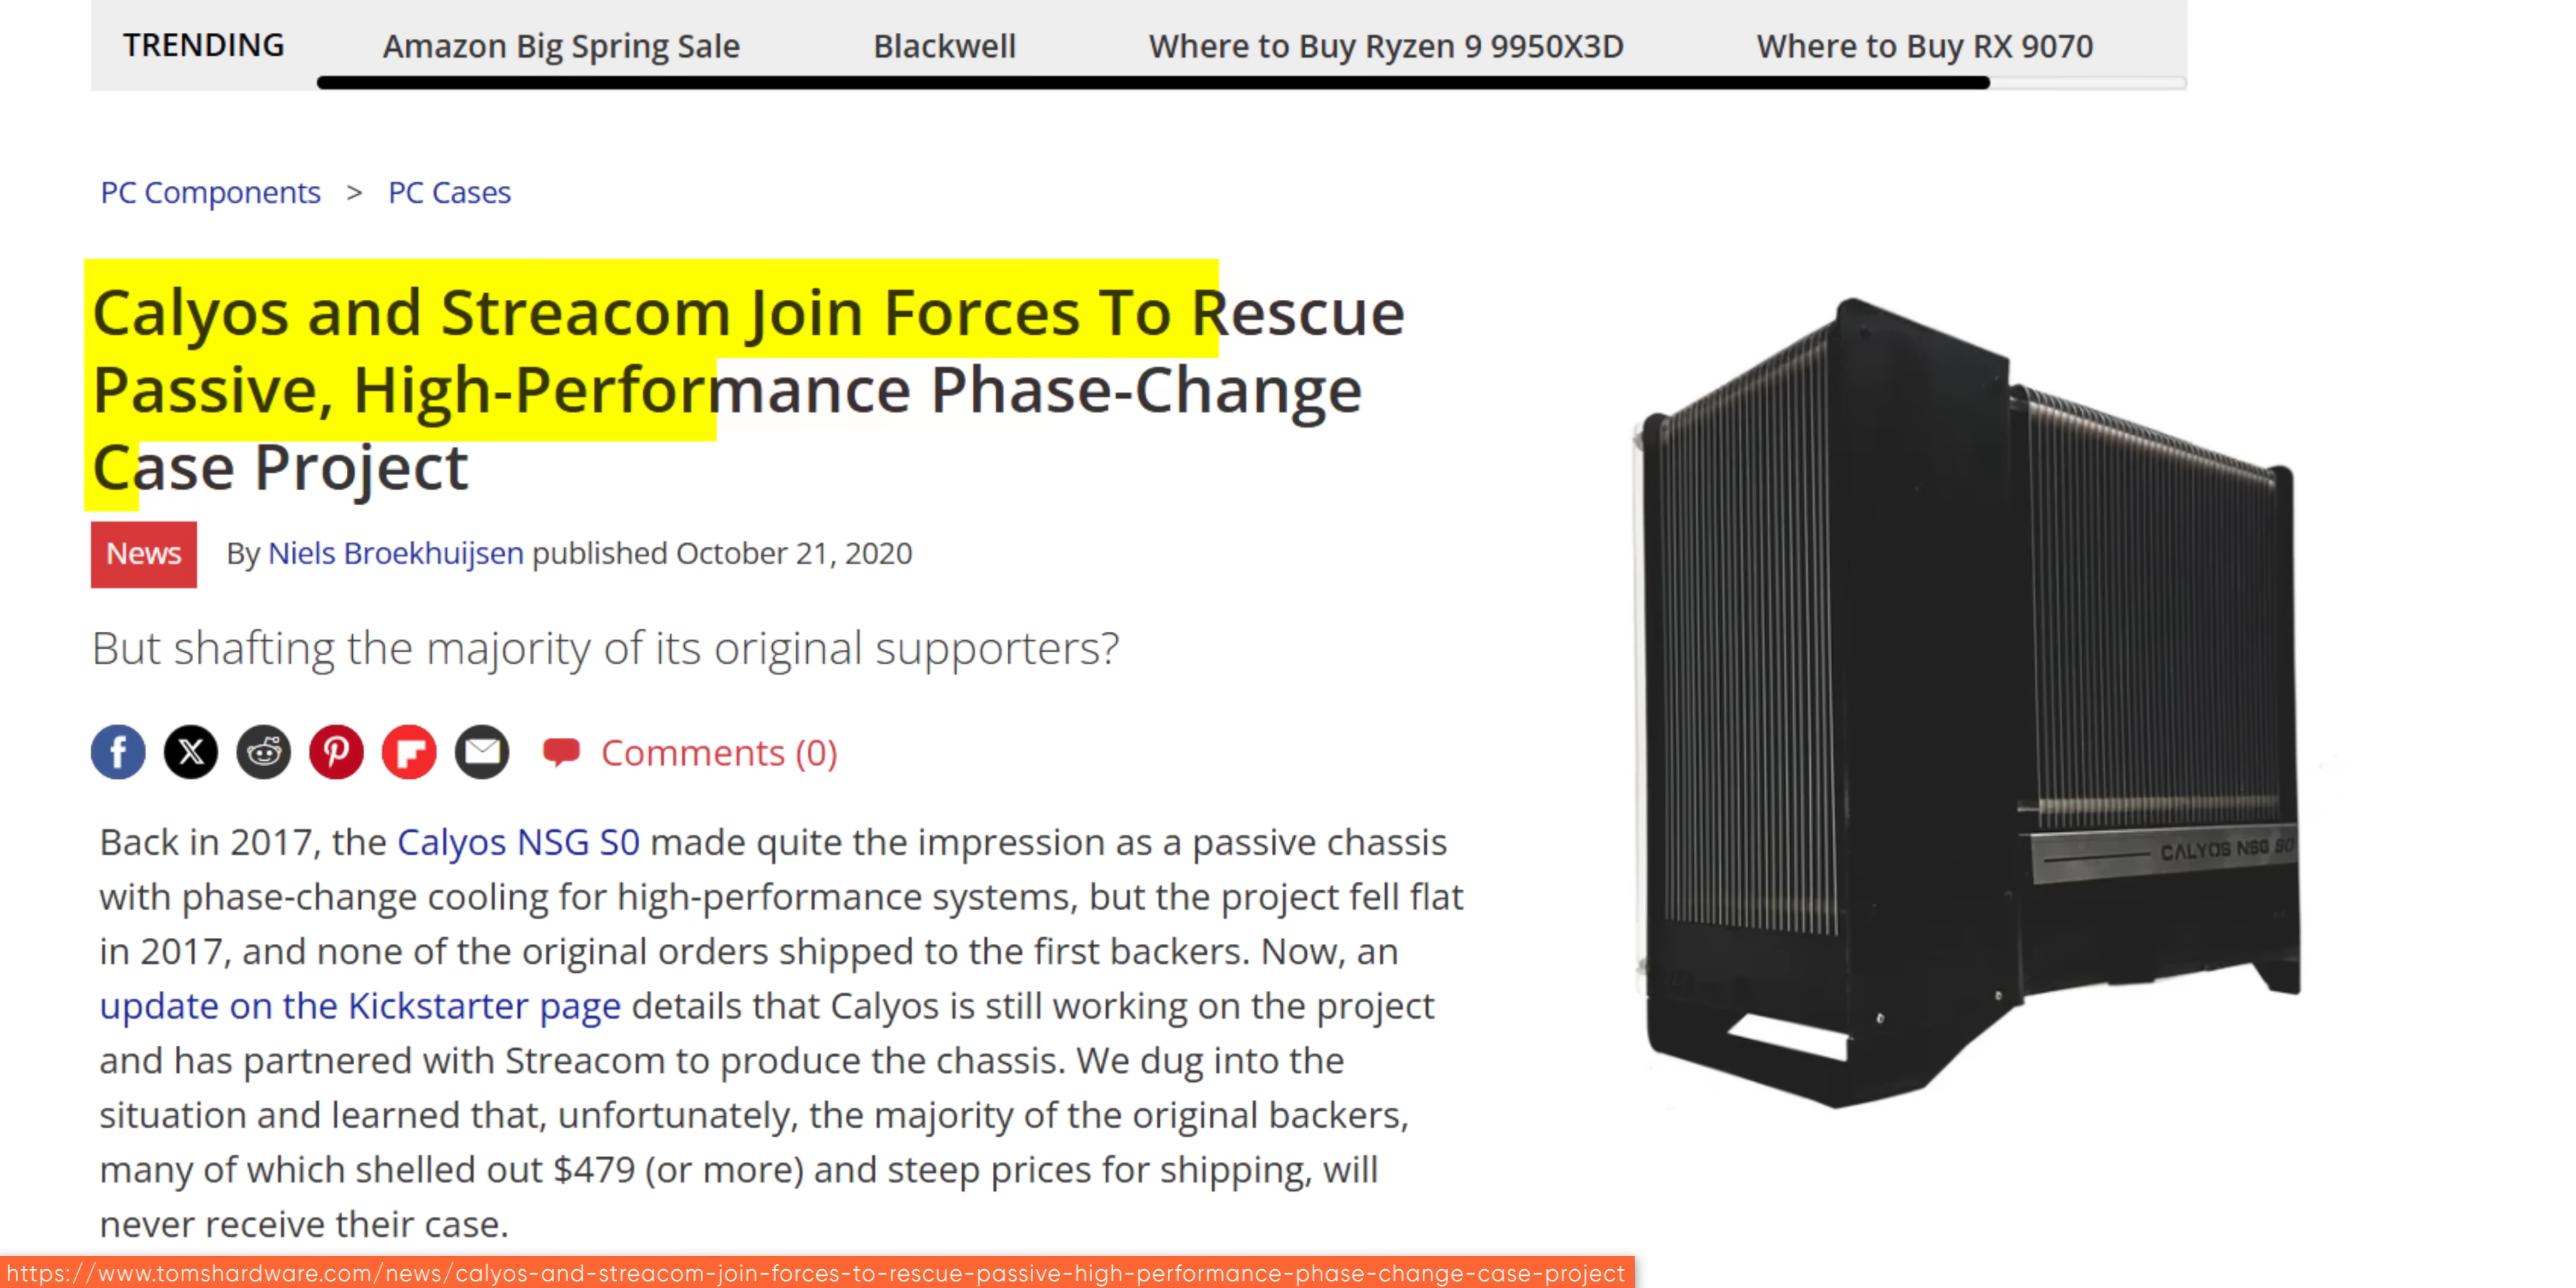 TRENDING Amazon Big Spring Sale Blackwell Where to Buy Ryzen 9 9950X3D Where to Buy RX 9070
PC Components > PC Cases
Calyos and Streacom Join Forces To Rescue
Passive, High-Performance Phase-Change
Case Project
News By Niels Broekhuijsen published October 21, 2020
But shafting the majority of its original supporters?
Comments (0)
Back in 2017, the Calyos NSG S0 made quite the impression as a passive chassis
with phase-change cooling for high-performance systems, but the project fell flat
in 2017, and none of the original orders shipped to the first backers. Now, an
update on the Kickstarter page details that Calyos is still working on the project
and has partnered with Streacom to produce the chassis. We dug into the
situation and learned that, unfortunately, the majority of the original backers,
many of which shelled out $479 (or more) and steep prices for shipping, will
never receive their case.
CALYOS NSG S0
https://www.tomshardware.com/news/calyos-and-streacom-join-forces-to-rescue-passive-high-performance-phase-change-case-project